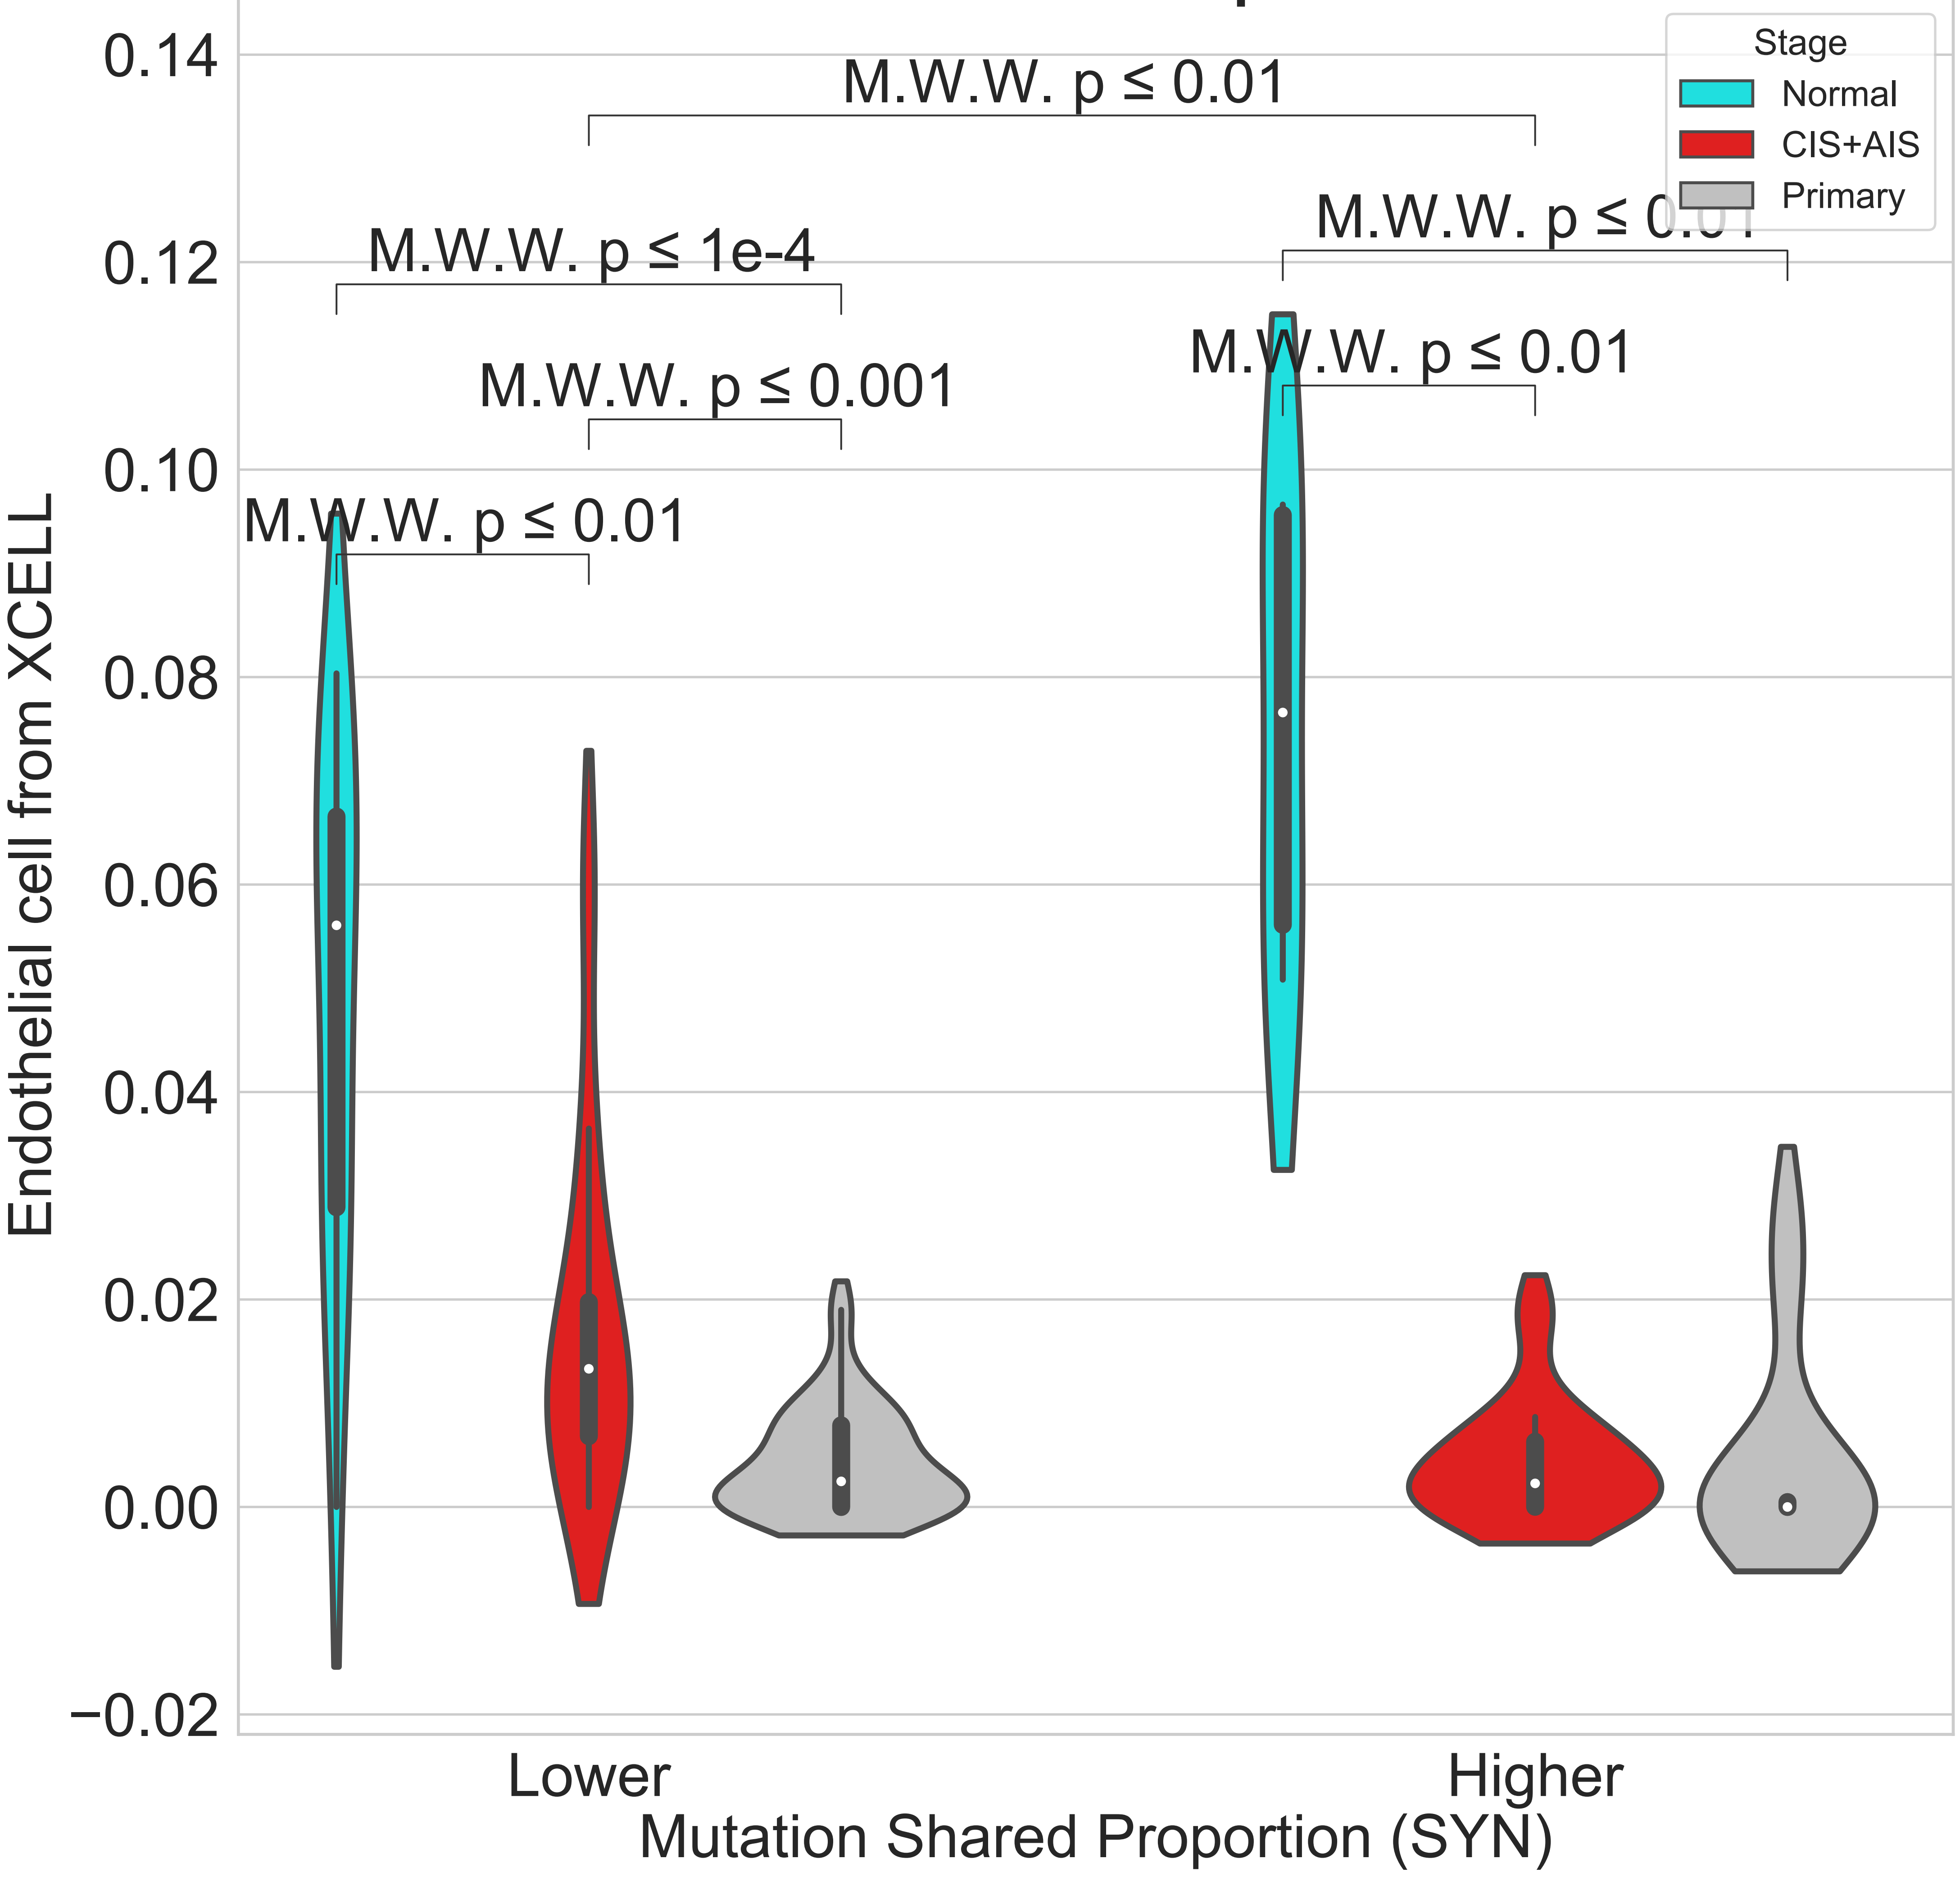 0.14
0.12
0.10
0.08
0.06
0.04
0.02
0.00
−0.02
Endothelial cell from XCELL
M.W.W. p ≤ 0.01
M.W.W. p ≤ 0.01
M.W.W. p ≤ 1e-4
M.W.W. p ≤ 0.01
M.W.W. p ≤ 0.001
M.W.W. p ≤ 0.01
Stage
Normal
CIS+AIS
Primary
Lower
Higher
Mutation Shared Proportion (SYN)